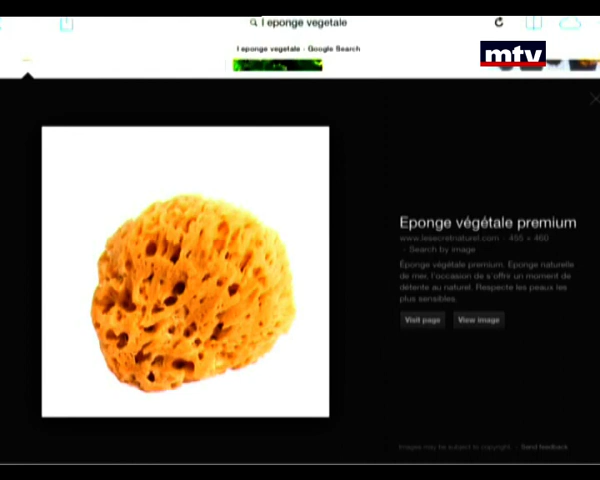 l eponge vegetale
l eponge vegetale - Google Search
mtv
Eponge végétale premium
www.lesecretnaturel.com · 455 × 460
- Search by image
Éponge végétale premium. Eponge naturelle
de mer, l'occasion de s'offrir un moment de
détente au naturel. Respecte les peaux les
plus sensibles.
Visit page
View image
Images may be subject to copyright. - Send feedback